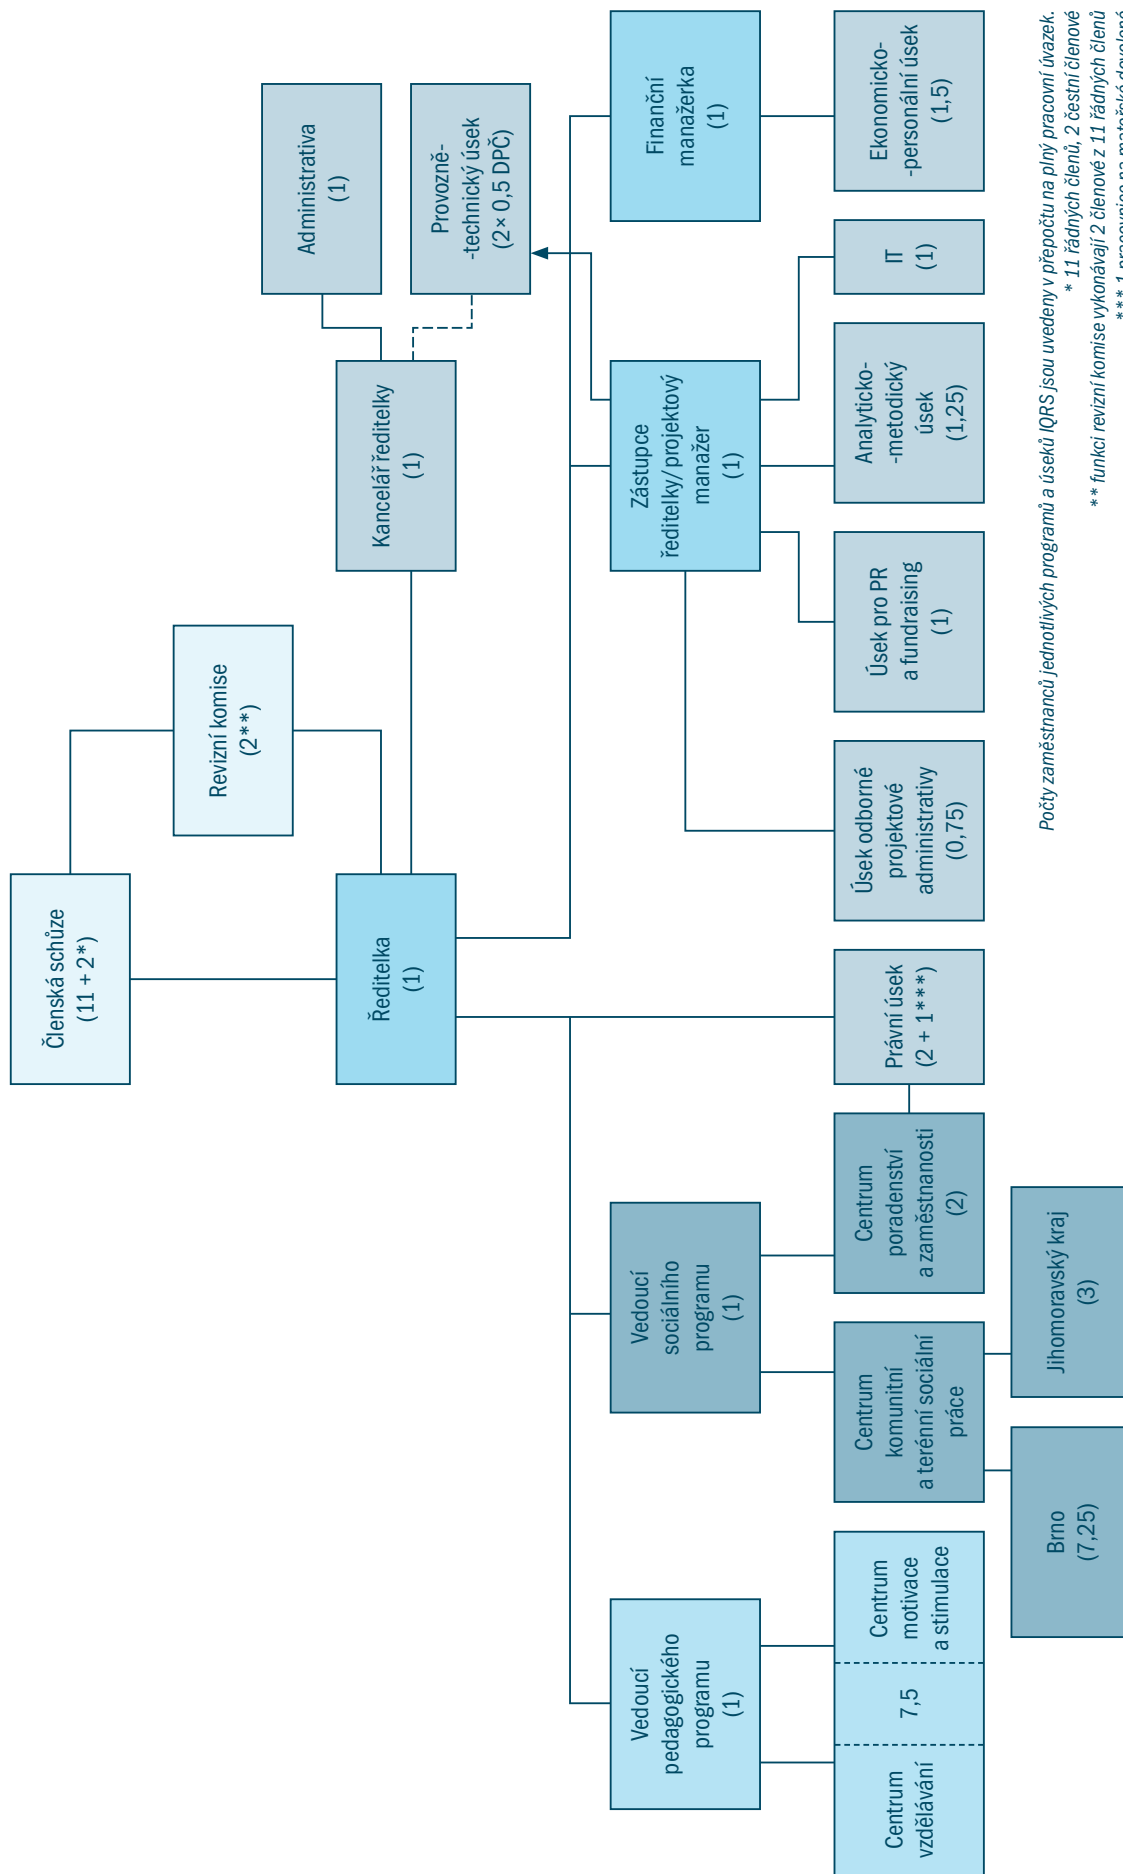 Členská schůze
(11 + 2*)
Revizní komise
(2**)
Ředitelka
(1)
Kancelář ředitelky
(1)
Administrativa
(1)
Provozně-
-technický úsek
(2× 0,5 DPČ)
Vedoucí
pedagogického
programu
(1)
Vedoucí
sociálního
programu
(1)
Zástupce
ředitelky/projektový
manažer
(1)
Finanční
manažerka
(1)
Centrum
vzdělávání
7,5
Centrum
motivace
a stimulace
Centrum
komunitní
a terénní sociální
práce
Centrum
poradenství
a zaměstnanosti
(2)
Právní úsek
(2 + 1***)
Úsek odborné
projektové
administrativy
(0,75)
Úsek pro PR
a fundraising
(1)
Analyticko-
-metodický
úsek
(1,25)
IT
(1)
Ekonomicko-
-personální úsek
(1,5)
Brno
(7,25)
Jihomoravský kraj
(3)
Počty zaměstnanců jednotlivých programů a úseků IQRS jsou uvedeny v přepočtu na plný pracovní úvazek.
* 11 řádných členů, 2 čestní členové
** funkci revizní komise vykonávají 2 členové z 11 řádných členů
*** 1 pracovnice na mateřské dovolené